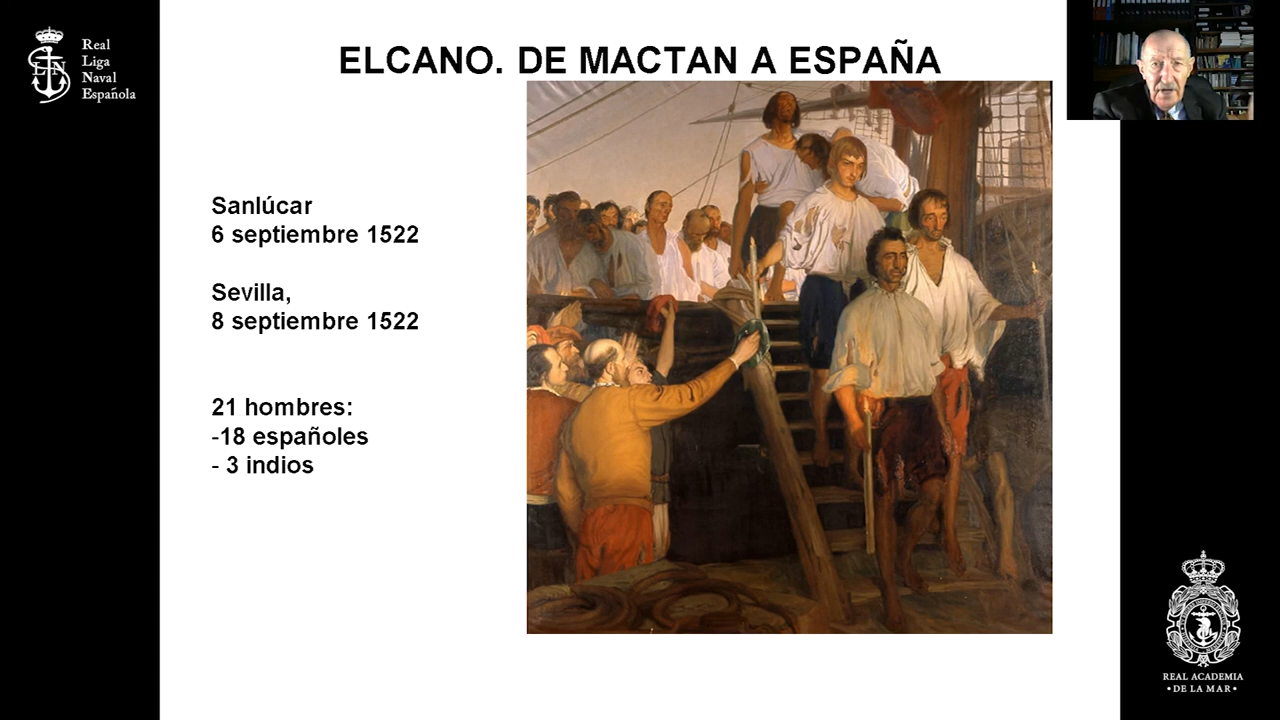 Real
Liga
Naval
Española
ELCANO. DE MACTAN A ESPAÑA
Sanlúcar
6 septiembre 1522
Sevilla,
8 septiembre 1522
21 hombres:
-18 españoles
- 3 indios
REAL ACADEMIA
• DE LA MAR •